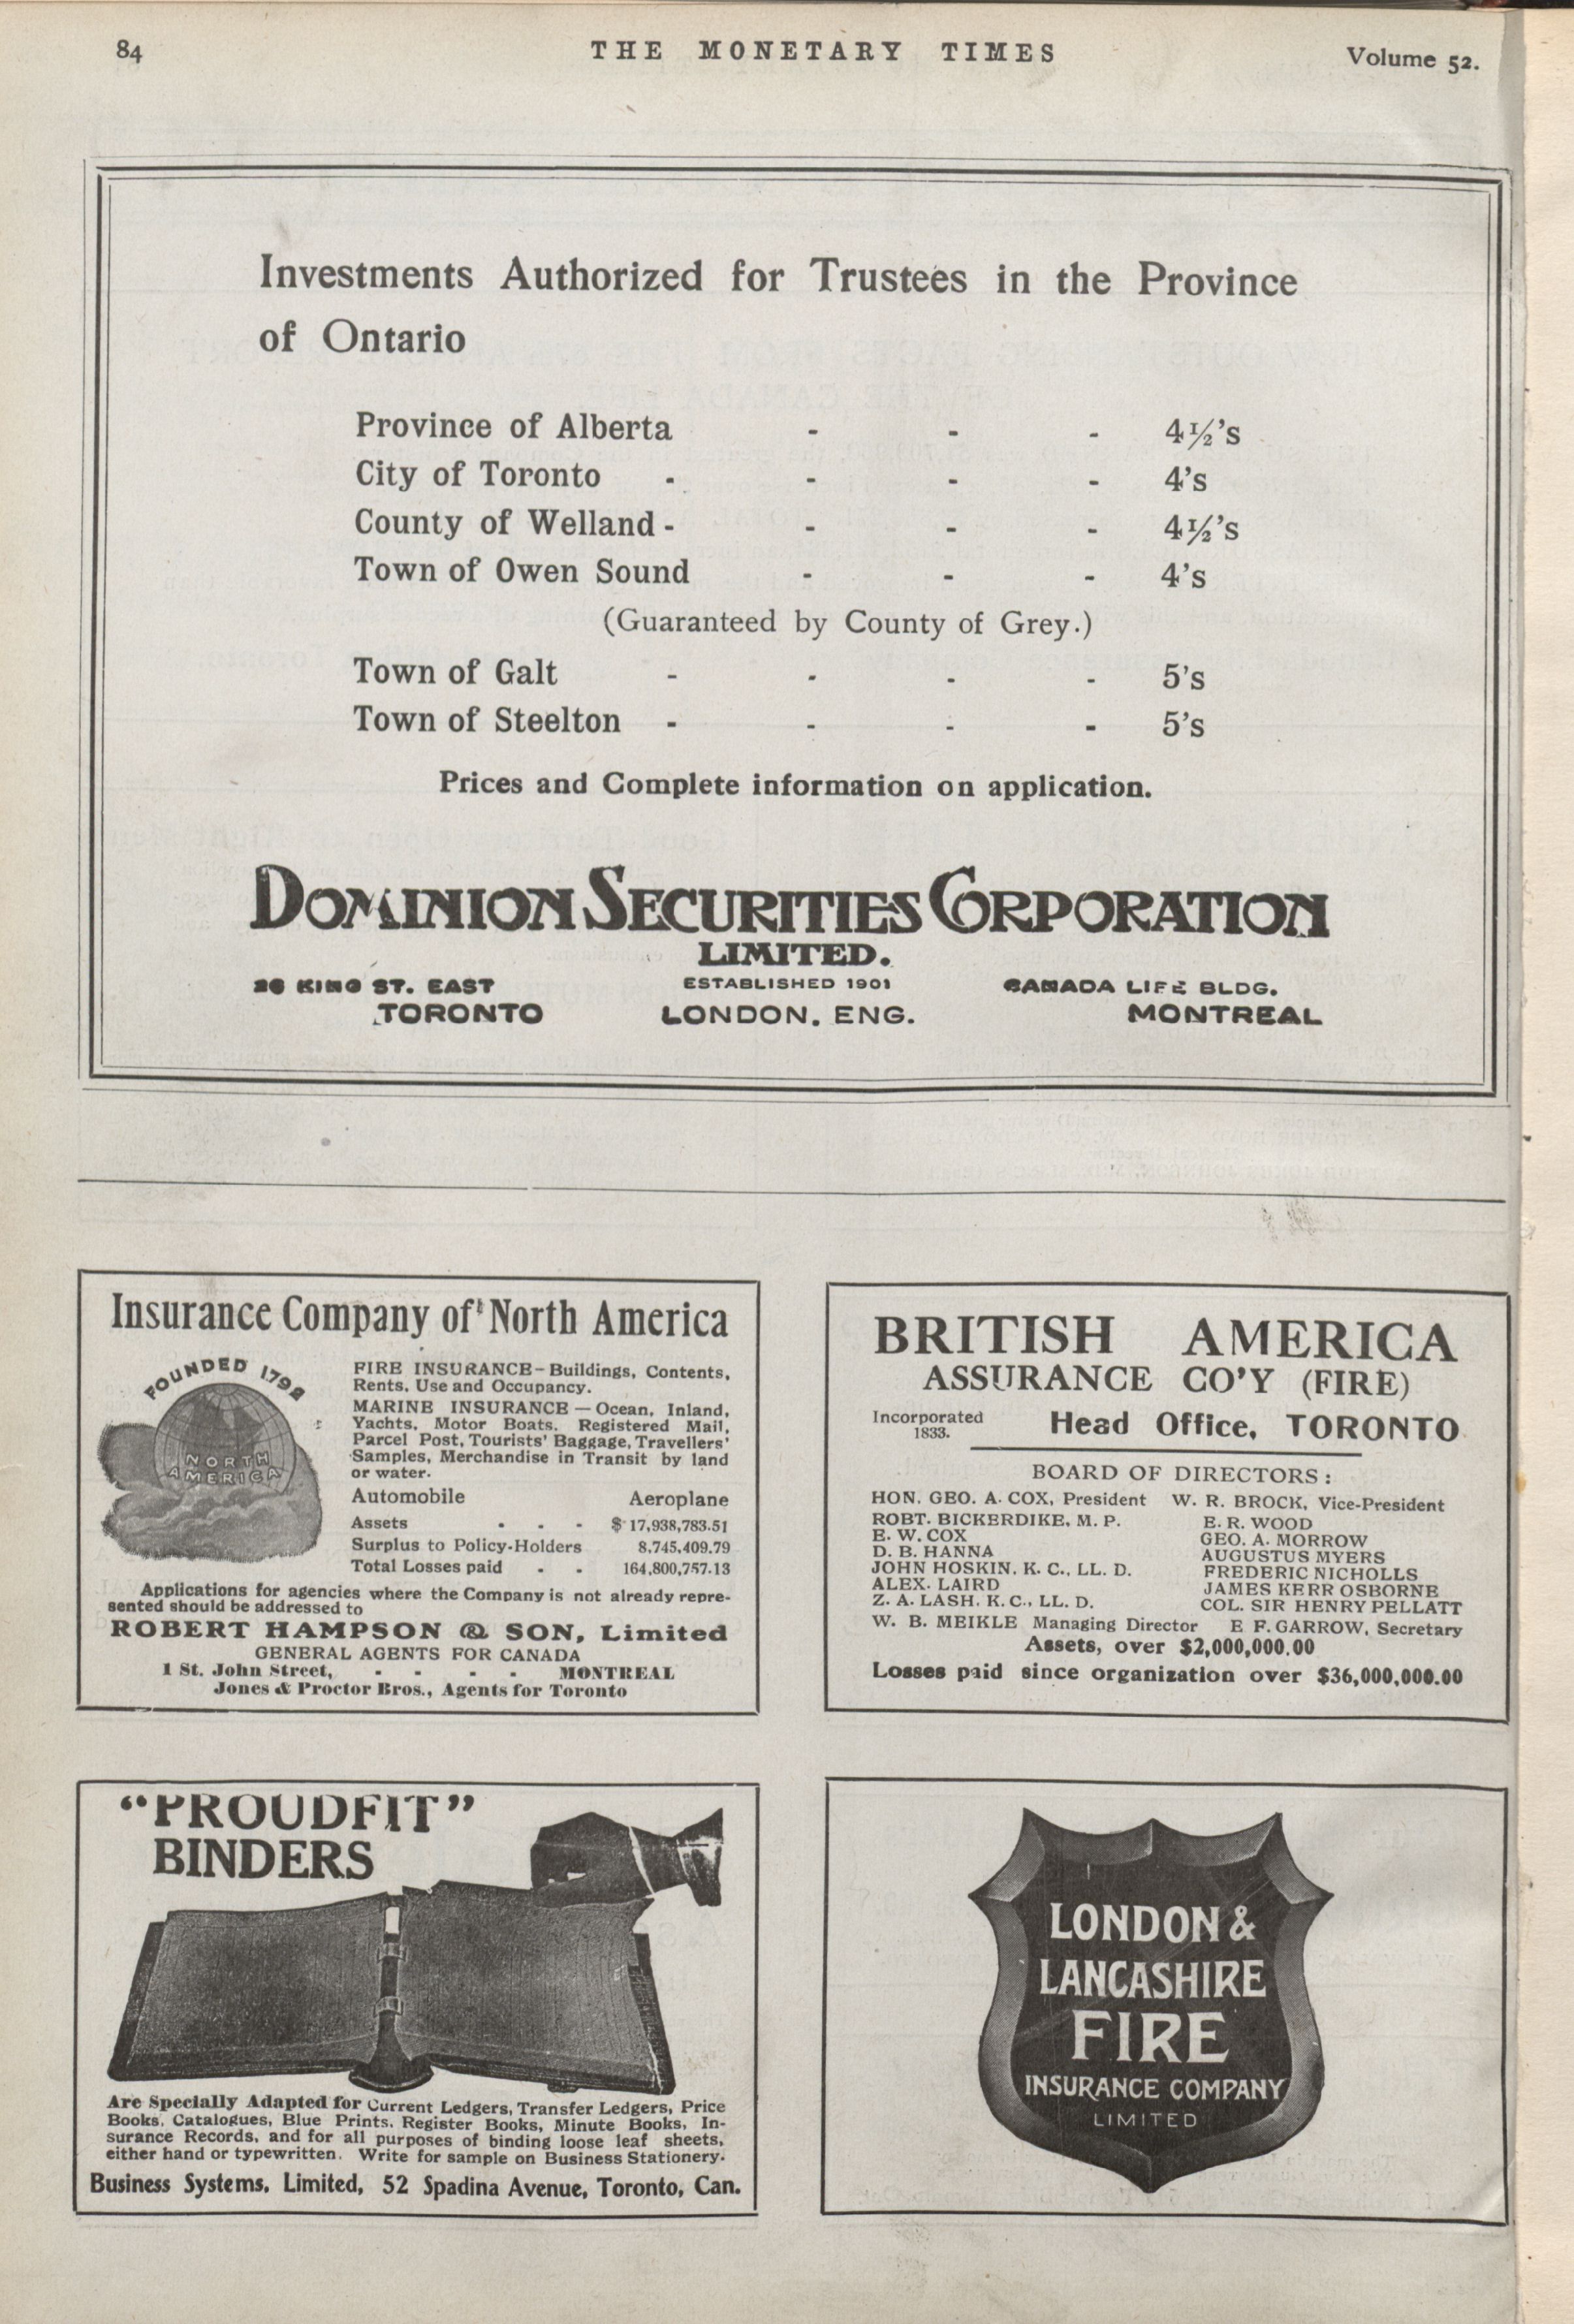 84
THE MONETARY TIMES
Volume 52.
Investments Authorized for Trustees in the Province
of Ontario
Province of Alberta - - - 4½'s
City of Toronto - - - - 4's
County of Welland - - - - 4½'s
Town of Owen Sound - - - 4's
(Guaranteed by County of Grey.)
Town of Galt - - - - 5's
Town of Steelton - - - - 5's
Prices and Complete information on application.
DOMINION SECURITIES CORPORATION
LIMITED.
26 KING ST. EAST ESTABLISHED 1901 CANADA LIFE BLDG.
TORONTO LONDON, ENG. MONTREAL
Insurance Company of North America
FOUNDED 1792
NORTH
AMERICA
FIRE INSURANCE—Buildings, Contents,
Rents, Use and Occupancy.
MARINE INSURANCE—Ocean, Inland,
Yachts, Motor Boats, Registered Mail,
Parcel Post, Tourists' Baggage, Travellers'
Samples, Merchandise in Transit by land
or water.
Automobile Aeroplane
Assets - - - $ 17,938,783.51
Surplus to Policy-Holders 8,745,409.79
Total Losses paid - - 164,800,757.13
Applications for agencies where the Company is not already repre-
sented should be addressed to
ROBERT HAMPSON & SON, Limited
GENERAL AGENTS FOR CANADA
1 St. John Street, - - - - MONTREAL
Jones & Proctor Bros., Agents for Toronto
BRITISH AMERICA
ASSURANCE CO'Y (FIRE)
Incorporated
1833.
Head Office, TORONTO
BOARD OF DIRECTORS:
HON. GEO. A. COX, President W. R. BROCK, Vice-President
ROBT. BICKERDIKE, M. P. E. R. WOOD
E. W. COX GEO. A. MORROW
D. B. HANNA AUGUSTUS MYERS
JOHN HOSKIN, K. C., LL. D. FREDERIC NICHOLLS
ALEX. LAIRD JAMES KERR OSBORNE
Z. A. LASH, K. C., LL. D. COL. SIR HENRY PELLATT
W. B. MEIKLE Managing Director E F. GARROW, Secretary
Assets, over $2,000,000.00
Losses paid since organization over $36,000,000.00
"PROUDFIT"
BINDERS
Are Specially Adapted for Current Ledgers, Transfer Ledgers, Price
Books, Catalogues, Blue Prints, Register Books, Minute Books, In-
surance Records, and for all purposes of binding loose leaf sheets,
either hand or typewritten. Write for sample on Business Stationery.
Business Systems, Limited, 52 Spadina Avenue, Toronto, Can.
LONDON &
LANCASHIRE
FIRE
INSURANCE COMPANY
LIMITED